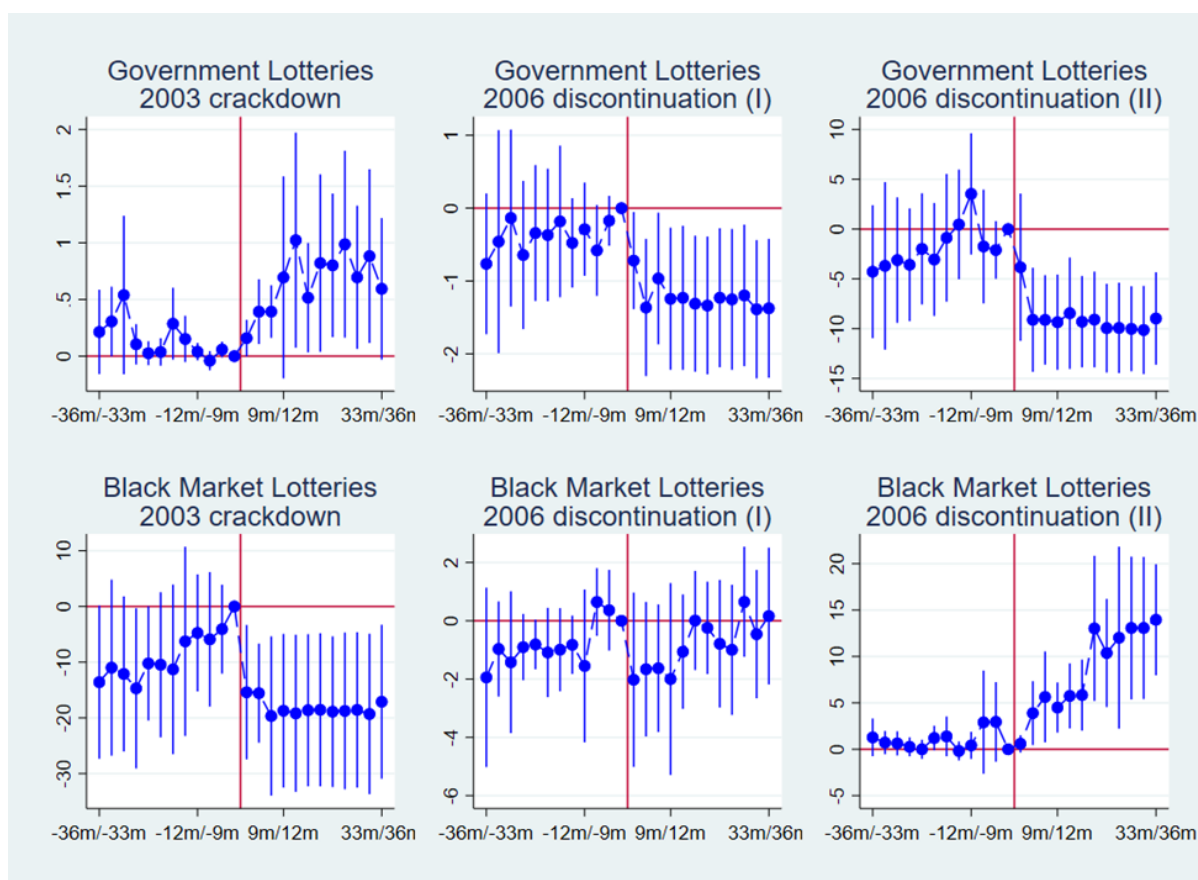 Government Lotteries
2003 crackdown
2
1.5
1
.5
0
-36m/-33m -12m/-9m 9m/12m 33m/36m
Government Lotteries
2006 discontinuation (I)
1
0
-1
-2
-36m/-33m -12m/-9m 9m/12m 33m/36m
Government Lotteries
2006 discontinuation (II)
10
5
0
-5
-10
-15
-36m/-33m -12m/-9m 9m/12m 33m/36m
Black Market Lotteries
2003 crackdown
10
0
-10
-20
-30
-36m/-33m -12m/-9m 9m/12m 33m/36m
Black Market Lotteries
2006 discontinuation (I)
2
0
-2
-4
-6
-36m/-33m -12m/-9m 9m/12m 33m/36m
Black Market Lotteries
2006 discontinuation (II)
20
15
10
5
0
-5
-36m/-33m -12m/-9m 9m/12m 33m/36m